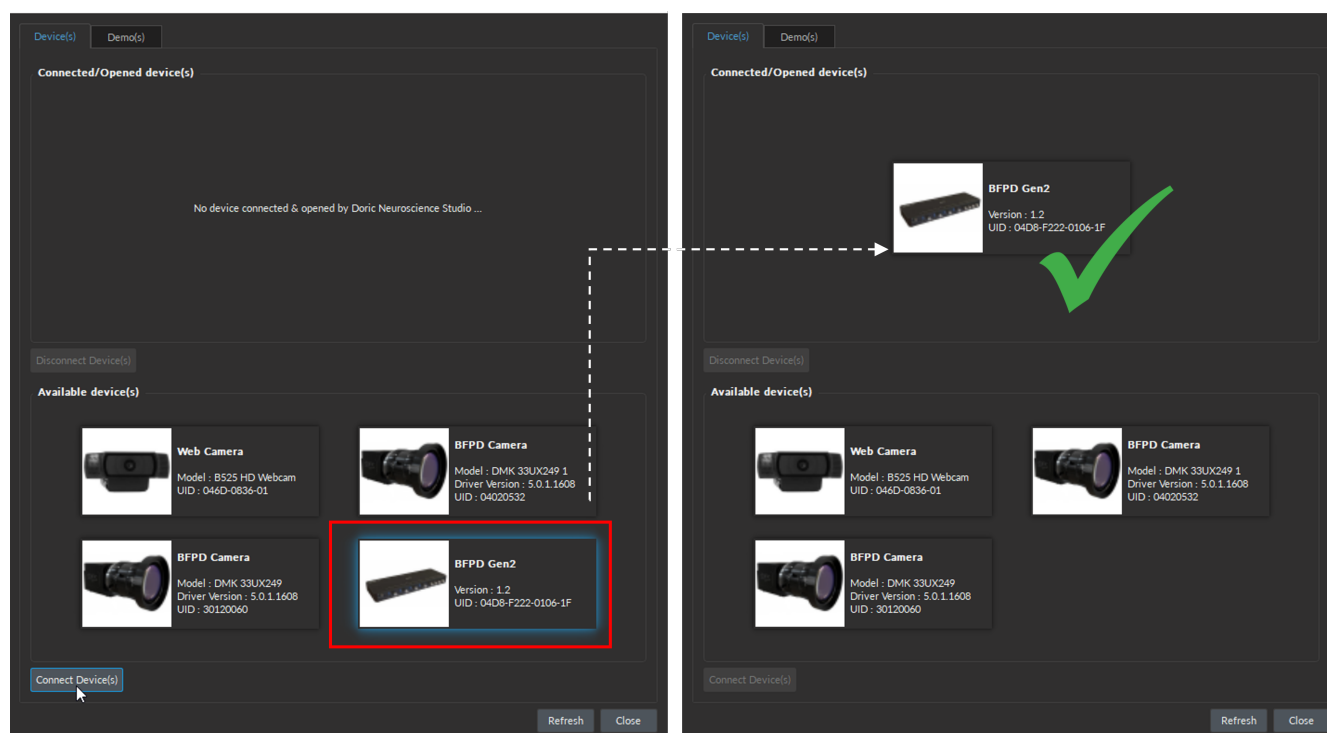 Device(s)
Demo(s)
Connected/Opened device(s)
No device connected & opened by Doric Neuroscience Studio ...
Disconnect Device(s)
Available device(s)
Web Camera
Model : B525 HD Webcam
UID : 046D-0836-01
BFPD Camera
Model : DMK 33UX249 1
Driver Version : 5.0.1.1608
UID : 04020532
BFPD Camera
Model : DMK 33UX249
Driver Version : 5.0.1.1608
UID : 30120060
BFPD Gen2
Version : 1.2
UID : 04D8-F222-0106-1F
Connect Device(s)
Refresh
Close
Device(s)
Demo(s)
Connected/Opened device(s)
BFPD Gen2
Version : 1.2
UID : 04D8-F222-0106-1F
Disconnect Device(s)
Available device(s)
Web Camera
Model : B525 HD Webcam
UID : 046D-0836-01
BFPD Camera
Model : DMK 33UX249 1
Driver Version : 5.0.1.1608
UID : 04020532
BFPD Camera
Model : DMK 33UX249
Driver Version : 5.0.1.1608
UID : 30120060
Connect Device(s)
Refresh
Close